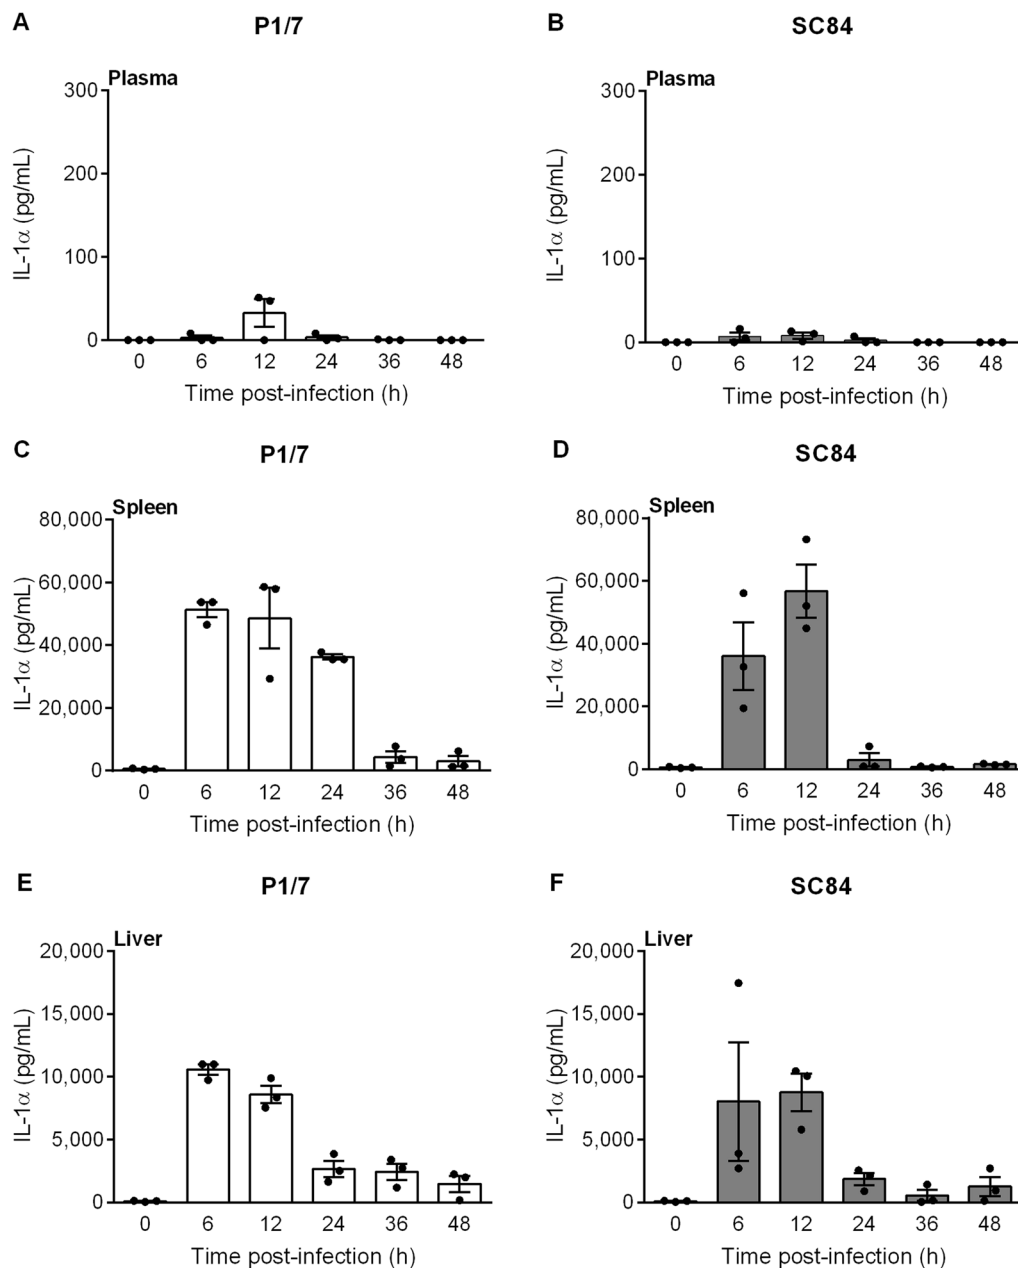 A
P1/7
Plasma
IL-1α (pg/mL)
300
200
100
0
0 6 12 24 36 48
Time post-infection (h)
B
SC84
Plasma
IL-1α (pg/mL)
300
200
100
0
0 6 12 24 36 48
Time post-infection (h)
C
P1/7
Spleen
IL-1α (pg/mL)
80,000
60,000
40,000
20,000
0
0 6 12 24 36 48
Time post-infection (h)
D
SC84
Spleen
IL-1α (pg/mL)
80,000
60,000
40,000
20,000
0
0 6 12 24 36 48
Time post-infection (h)
E
P1/7
Liver
IL-1α (pg/mL)
20,000
15,000
10,000
5,000
0
0 6 12 24 36 48
Time post-infection (h)
F
SC84
Liver
IL-1α (pg/mL)
20,000
15,000
10,000
5,000
0
0 6 12 24 36 48
Time post-infection (h)